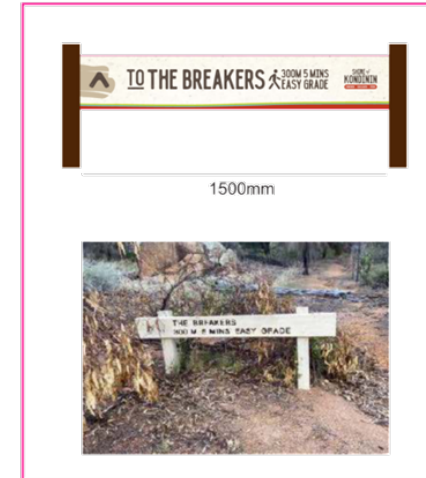 TO THE BREAKERS
300M 5 MINS
EASY GRADE
SHIRE of
KONDININ
1500mm
THE BREAKERS
300 M 5 MINS EASY GRADE